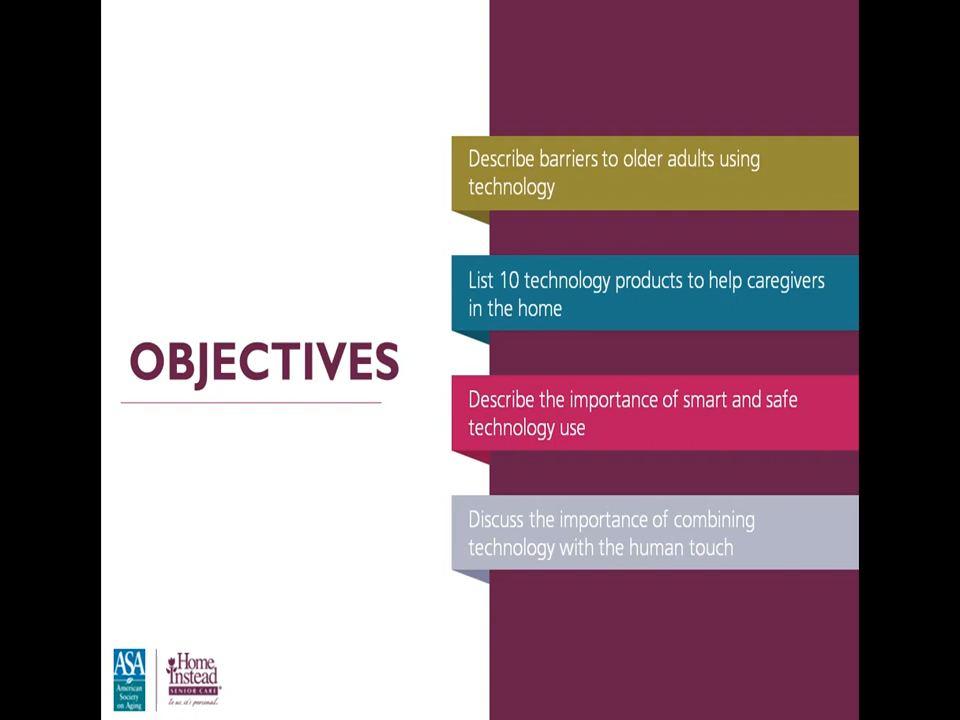 OBJECTIVES
Describe barriers to older adults using
technology
List 10 technology products to help caregivers
in the home
Describe the importance of smart and safe
technology use
Discuss the importance of combining
technology with the human touch
ASA
American
Society
on Aging
Home
Instead
SENIOR CARE
To us, it's personal.